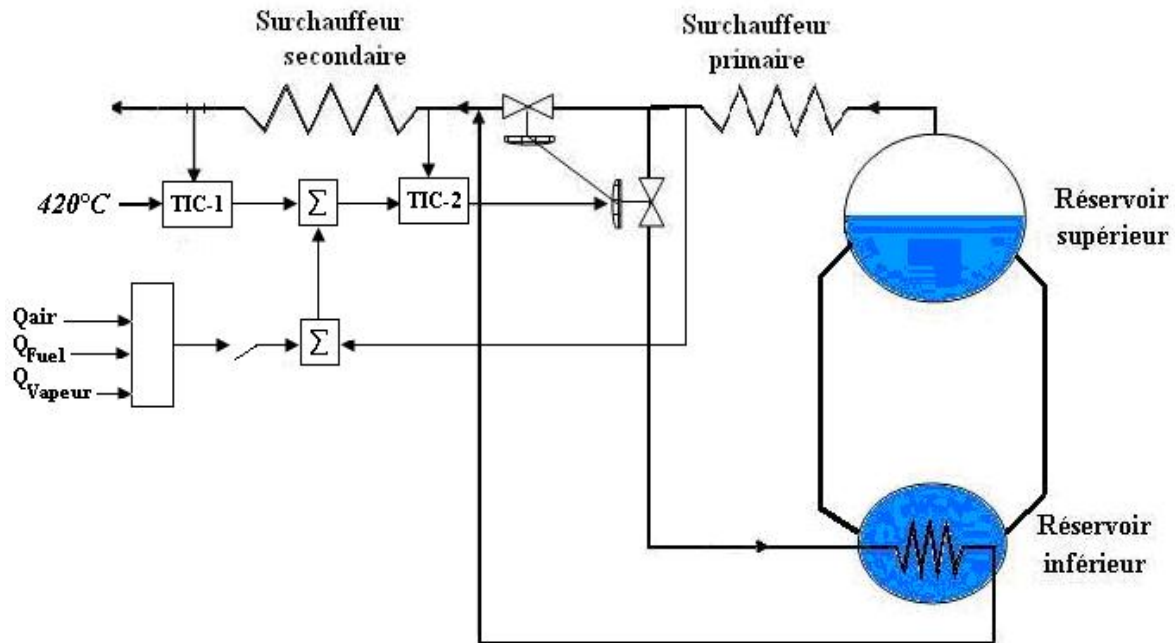 Surchauffeur
secondaire
Surchauffeur
primaire
420°C
TIC-1
Σ
TIC-2
Réservoir
supérieur
Qair
QFuel
QVapeur
Σ
Réservoir
inférieur